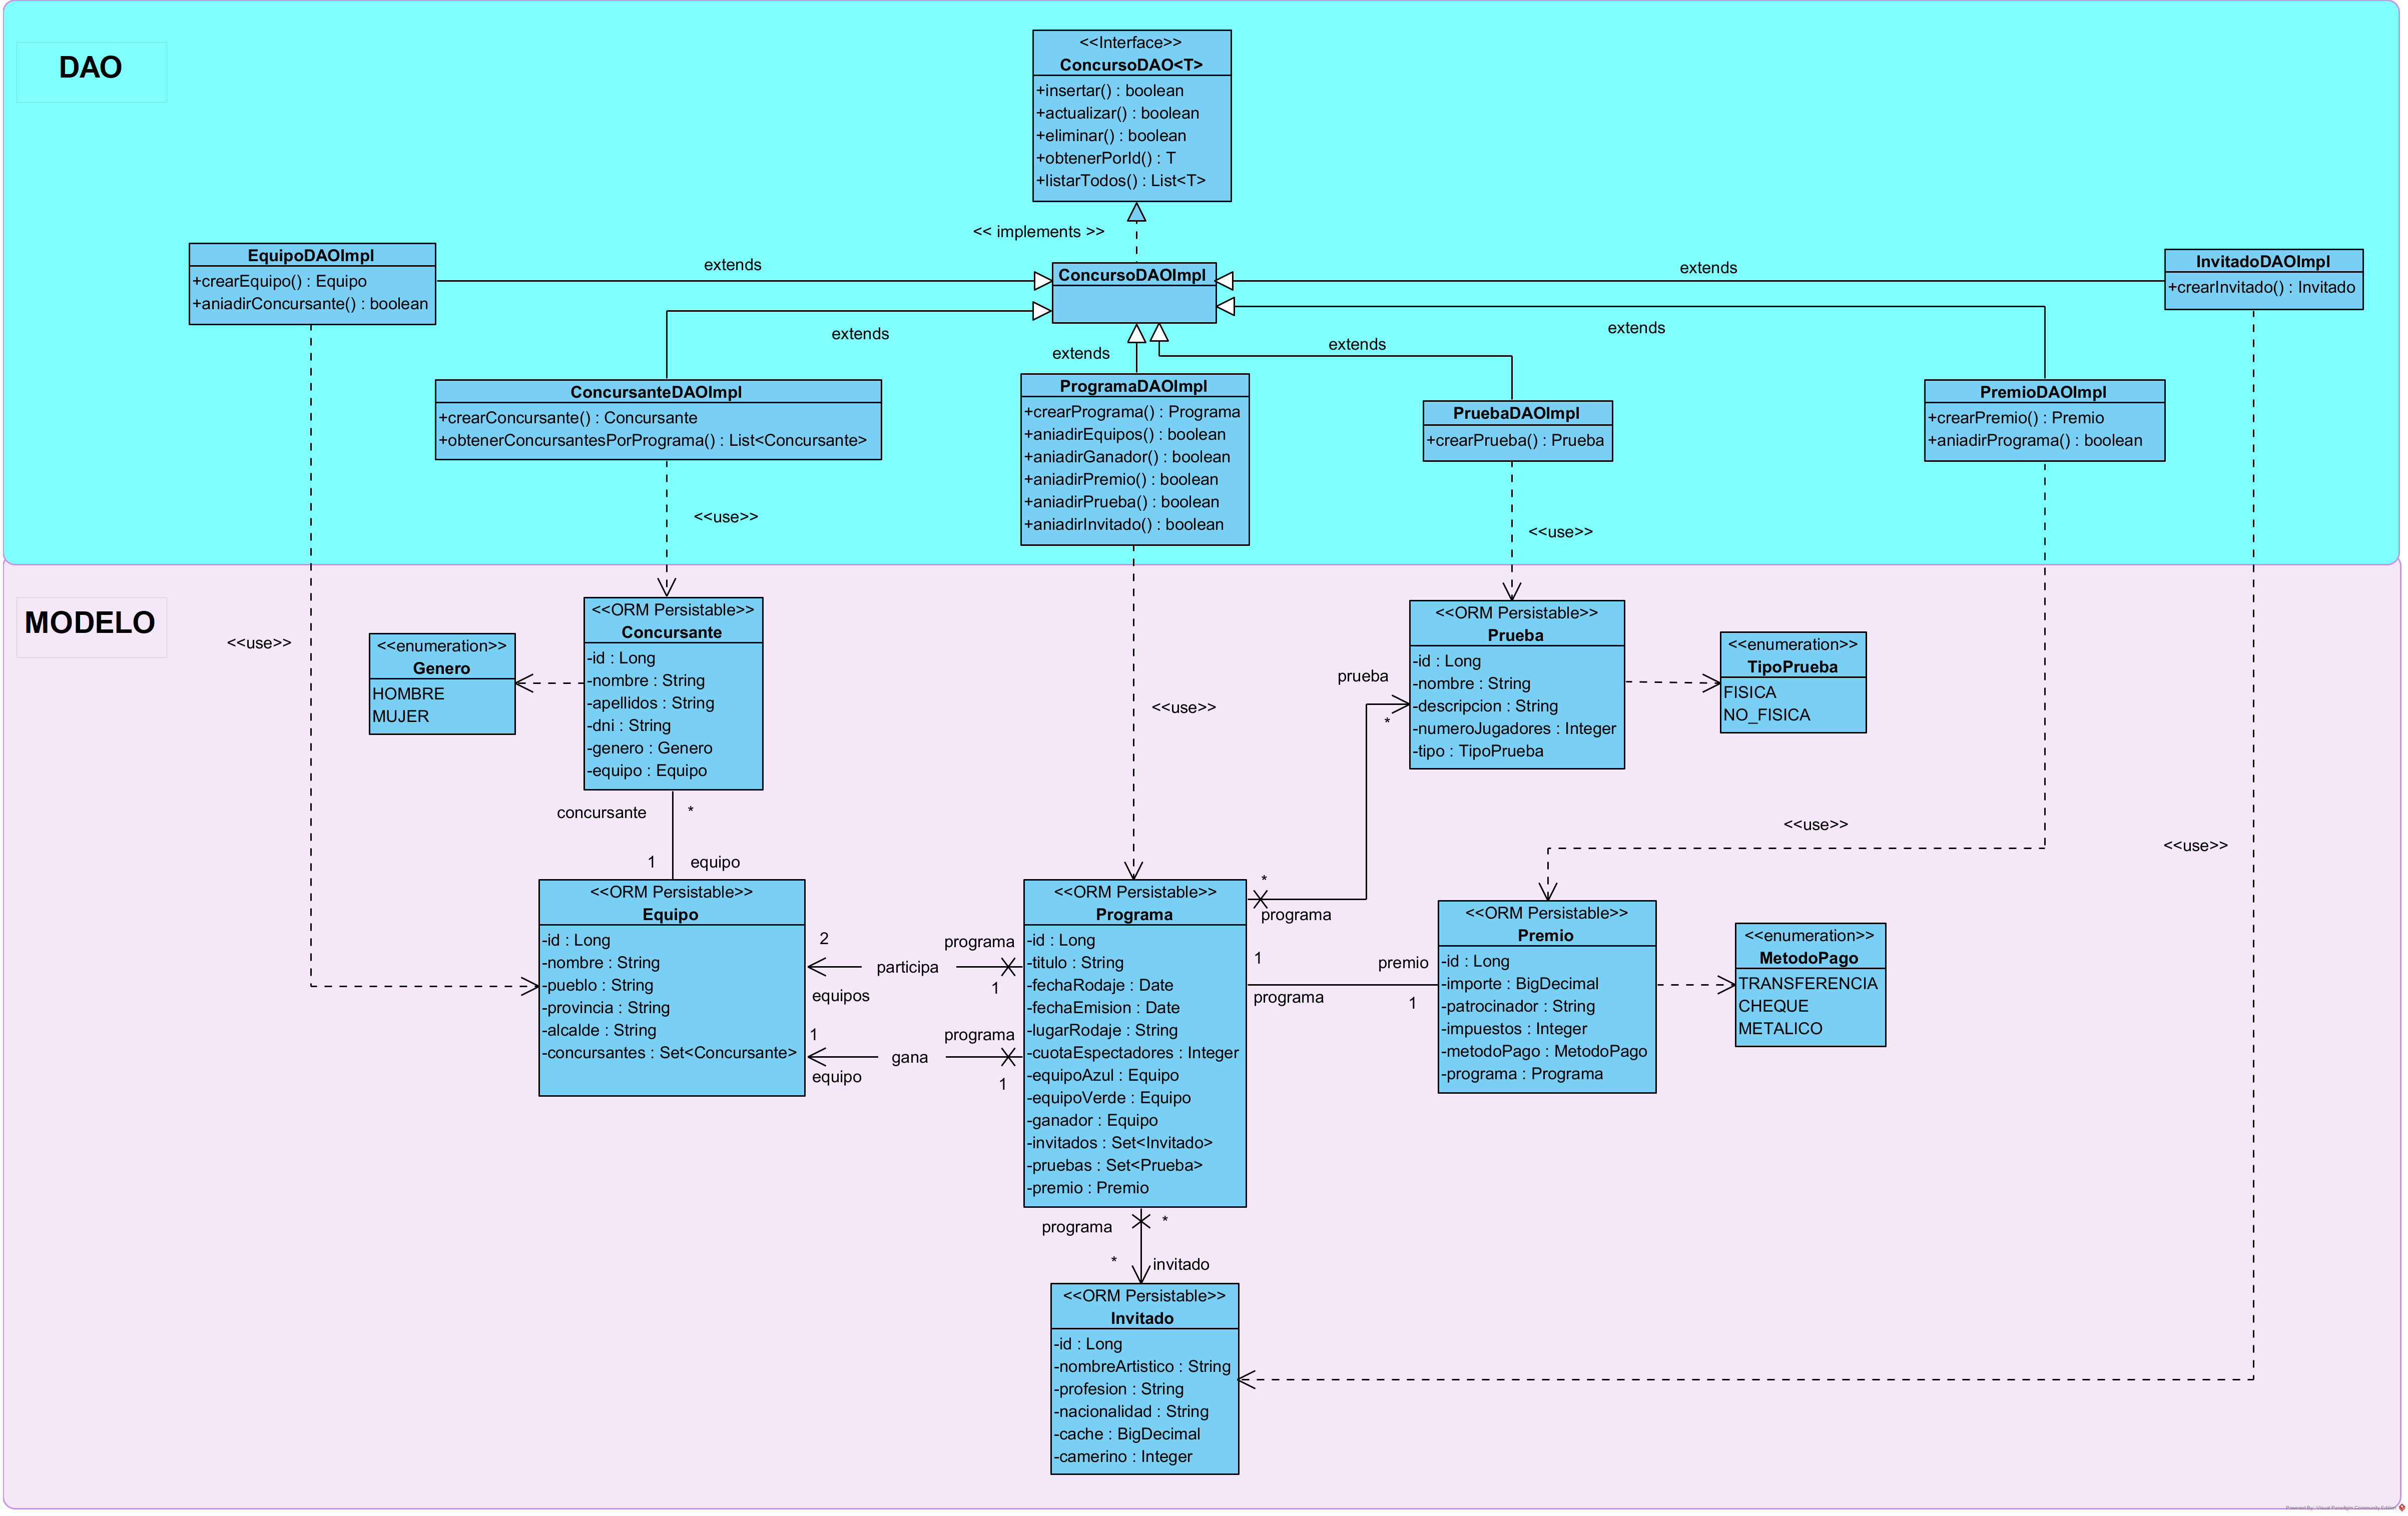 DAO
<<Interface>>
ConcursoDAO<T>
+insertar() : boolean
+actualizar() : boolean
+eliminar() : boolean
+obtenerPorId() : T
+listarTodos() : List<T>
<< implements >>
EquipoDAOImpl
+crearEquipo() : Equipo
+aniadirConcursante() : boolean
extends
ConcursoDAOImpl
extends
InvitadoDAOImpl
+crearInvitado() : Invitado
extends
extends
extends
extends
ConcursanteDAOImpl
+crearConcursante() : Concursante
+obtenerConcursantesPorPrograma() : List<Concursante>
ProgramaDAOImpl
+crearPrograma() : Programa
+aniadirEquipos() : boolean
+aniadirGanador() : boolean
+aniadirPremio() : boolean
+aniadirPrueba() : boolean
+aniadirInvitado() : boolean
PruebaDAOImpl
+crearPrueba() : Prueba
PremioDAOImpl
+crearPremio() : Premio
+aniadirPrograma() : boolean
<<use>>
<<use>>
MODELO
<<use>>
<<enumeration>>
Genero
HOMBRE
MUJER
<<ORM Persistable>>
Concursante
-id : Long
-nombre : String
-apellidos : String
-dni : String
-genero : Genero
-equipo : Equipo
<<use>>
prueba
*
<<ORM Persistable>>
Prueba
-id : Long
-nombre : String
-descripcion : String
-numeroJugadores : Integer
-tipo : TipoPrueba
<<enumeration>>
TipoPrueba
FISICA
NO_FISICA
concursante
*
1
equipo
<<use>>
<<use>>
<<ORM Persistable>>
Equipo
-id : Long
-nombre : String
-pueblo : String
-provincia : String
-alcalde : String
-concursantes : Set<Concursante>
2
participa
programa
equipos
1
1
gana
programa
equipo
1
<<ORM Persistable>>
Programa
-id : Long
-titulo : String
-fechaRodaje : Date
-fechaEmision : Date
-lugarRodaje : String
-cuotaEspectadores : Integer
-equipoAzul : Equipo
-equipoVerde : Equipo
-ganador : Equipo
-invitados : Set<Invitado>
-pruebas : Set<Prueba>
-premio : Premio
*
programa
1
premio
programa
1
<<ORM Persistable>>
Premio
-id : Long
-importe : BigDecimal
-patrocinador : String
-impuestos : Integer
-metodoPago : MetodoPago
-programa : Programa
<<enumeration>>
MetodoPago
TRANSFERENCIA
CHEQUE
METALICO
programa
*
*
invitado
<<ORM Persistable>>
Invitado
-id : Long
-nombreArtistico : String
-profesion : String
-nacionalidad : String
-cache : BigDecimal
-camerino : Integer
Powered By: Visual Paradigm Community Edition